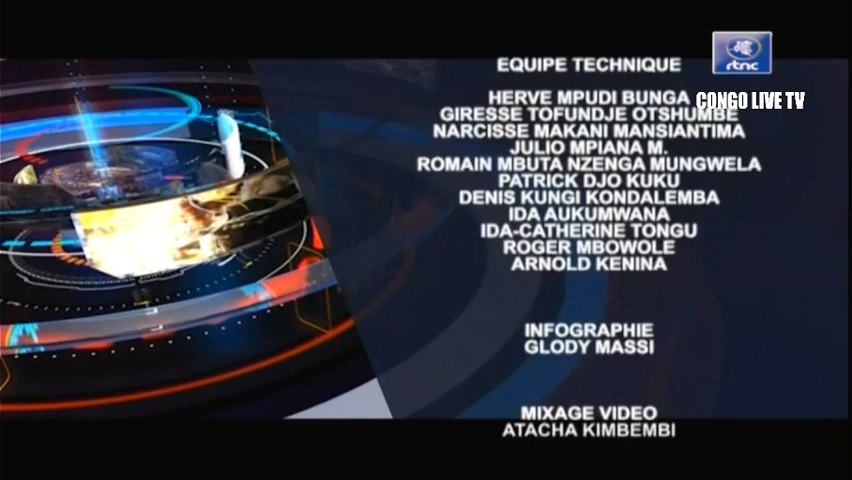 EQUIPE TECHNIQUE
rtnc
CONGO LIVE TV
HERVE MPUDI BUNGA
GIRESSE TOFUNDJE OTSHUMBE
NARCISSE MAKANI MANSIANTIMA
JULIO MPIANA M.
ROMAIN MBUTA NZENGA MUNGWELA
PATRICK DJO KUKU
DENIS KUNGI KONDALEMBA
IDA AUKUMWANA
IDA-CATHERINE TONGU
ROGER MBOWOLE
ARNOLD KENINA
INFOGRAPHIE
GLODY MASSI
MIXAGE VIDEO
ATACHA KIMBEMBI